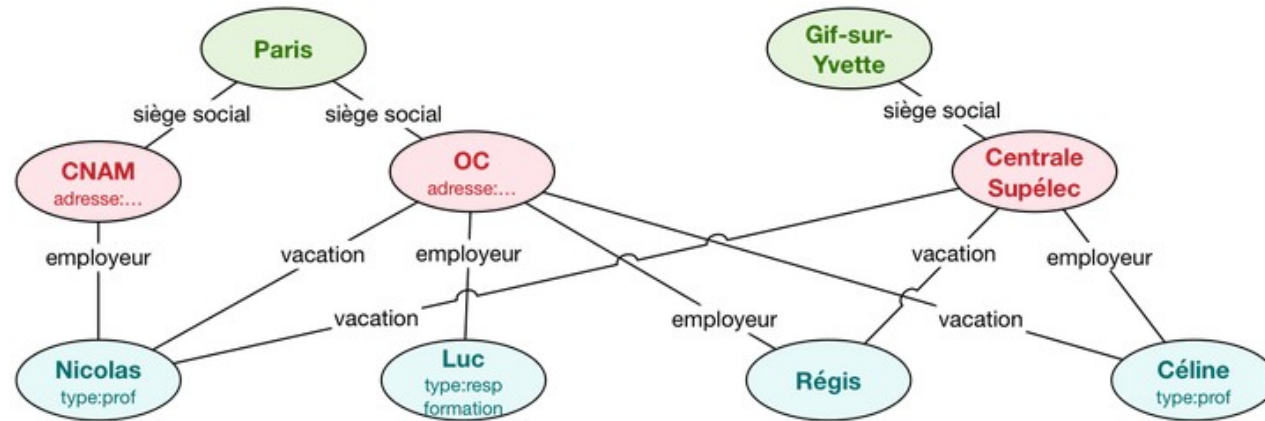 Paris
Gif-sur-
Yvette
siège social
siège social
siège social
CNAM
adresse:...
OC
adresse:...
Centrale
Supélec
employeur
vacation
employeur
vacation
employeur
vacation
employeur
vacation
Nicolas
type:prof
Luc
type:resp
formation
Régis
Céline
type:prof